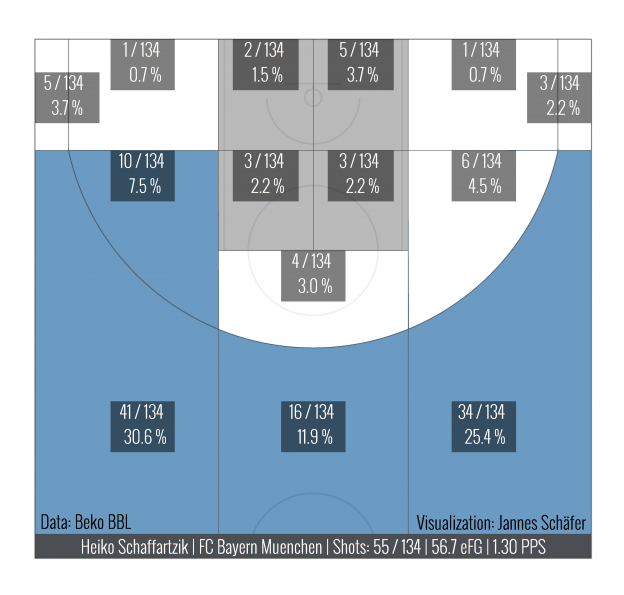 1 / 134
0.7 %
2 / 134
1.5 %
5 / 134
3.7 %
1 / 134
0.7 %
5 / 134
3.7 %
3 / 134
2.2 %
10 / 134
7.5 %
3 / 134
2.2 %
3 / 134
2.2 %
6 / 134
4.5 %
4 / 134
3.0 %
41 / 134
30.6 %
16 / 134
11.9 %
34 / 134
25.4 %
Data: Beko BBL
Visualization: Jannes Schäfer
Heiko Schaffartzik | FC Bayern Muenchen | Shots: 55 / 134 | 56.7 eFG | 1.30 PPS